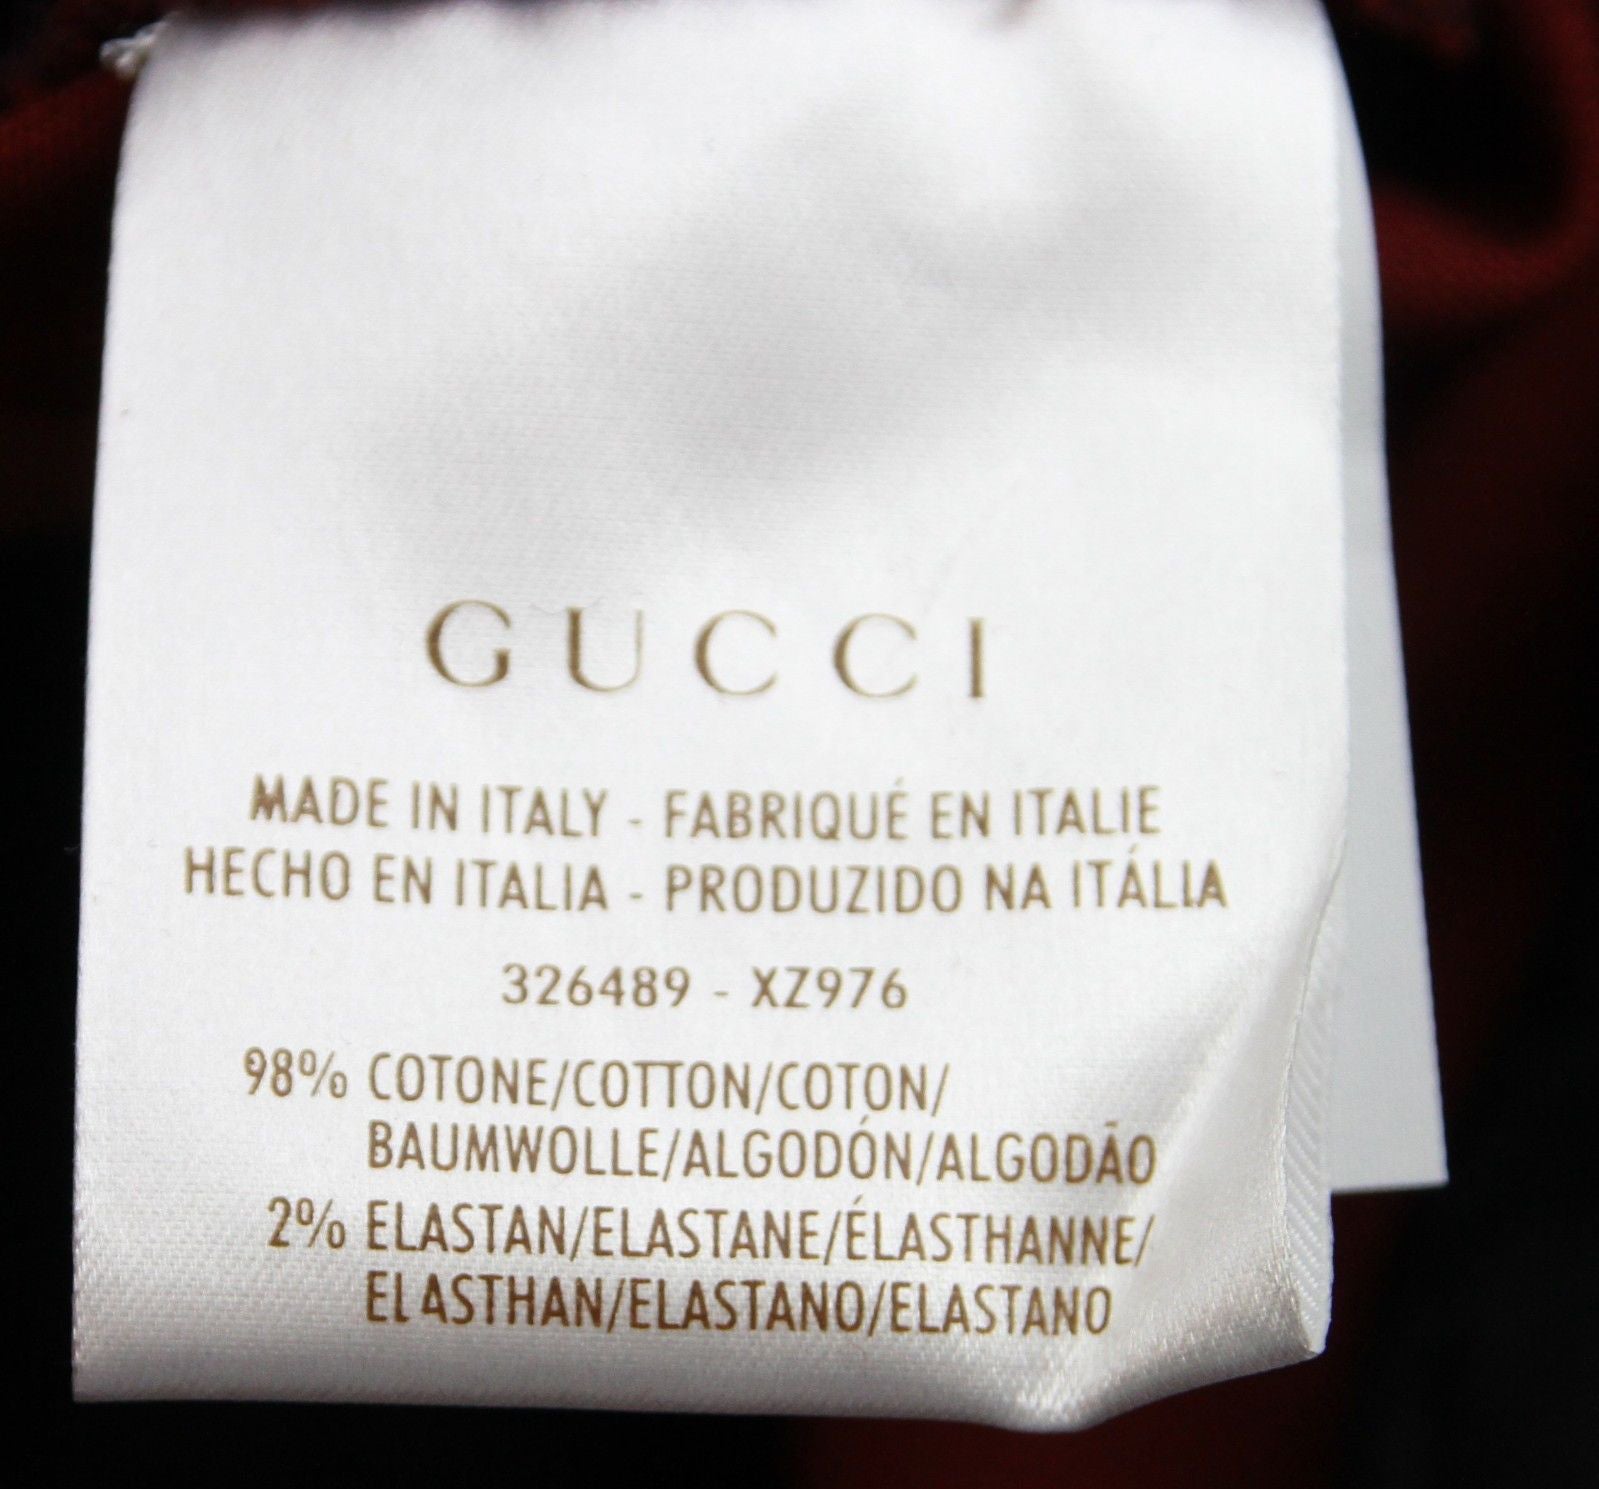 GUCCI
MADE IN ITALY - FABRIQUÉ EN ITALIE
HECHO EN ITALIA - PRODUZIDO NA ITÁLIA
326489 - XZ976
98% COTONE/COTTON/COTON/
BAUMWOLLE/ALGODÓN/ALGODÃO
2% ELASTAN/ELASTANE/ÉLASTHANNE/
ELASTHAN/ELASTANO/ELASTANO